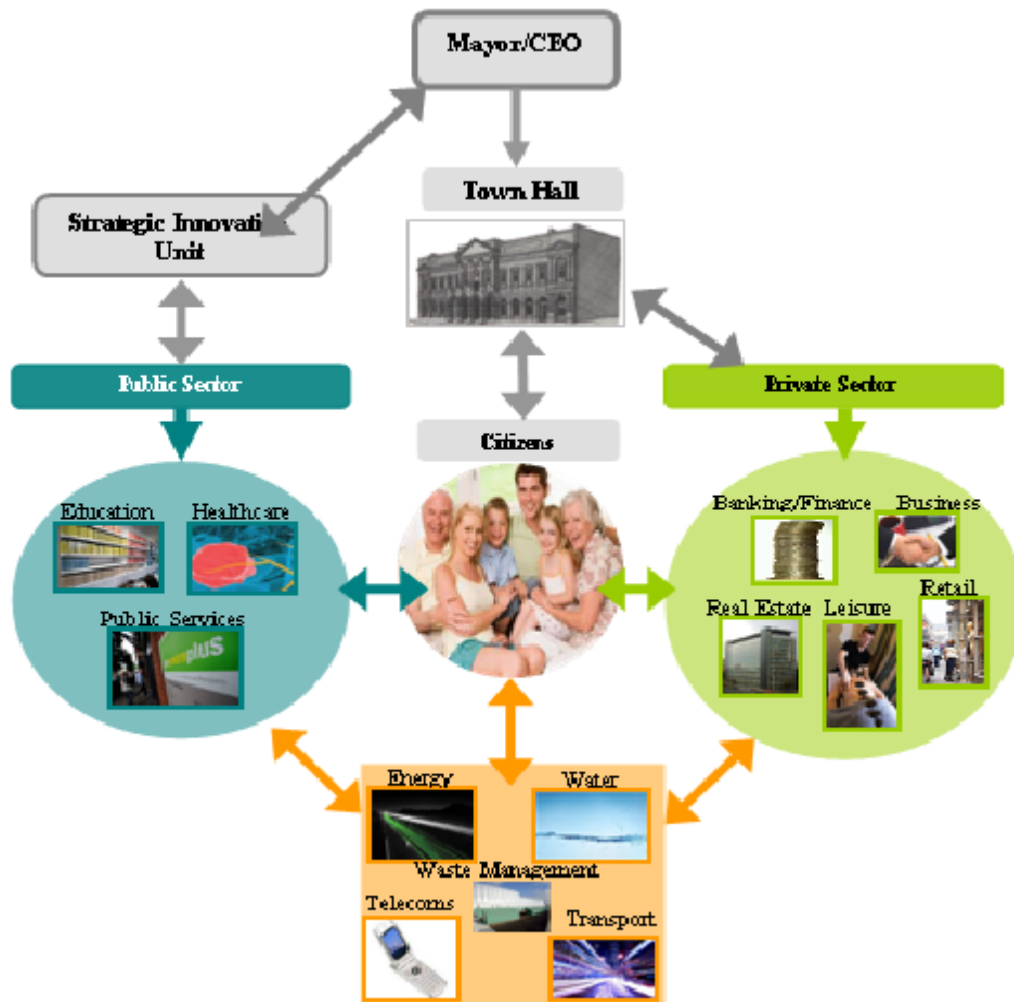 Mayor/CEO
Town Hall
Strategic Innovation
Unit
Public Sector
Private Sector
Citizens
Education
Healthcare
Public Services
plus
Banking/Finance
Business
Real Estate
Leisure
Retail
Energy
Water
Waste Management
Telecoms
Transport